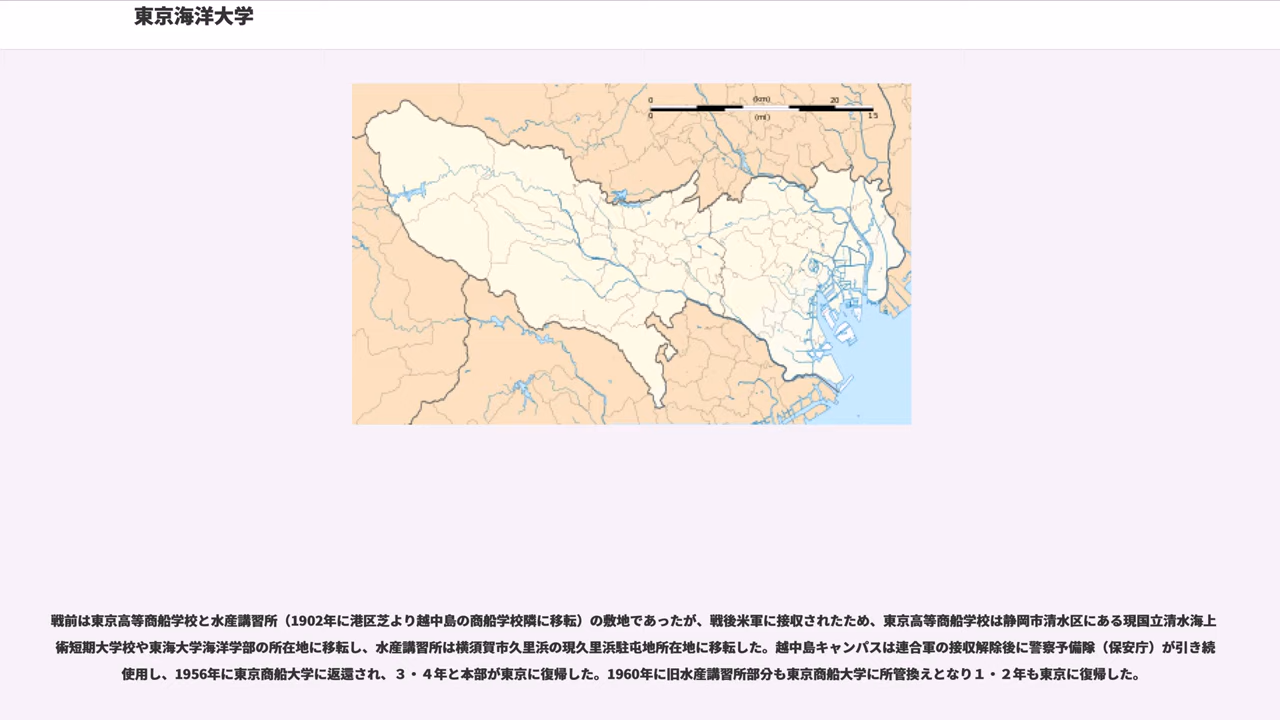 東京海洋大学
0 (km) 20
0 (mi) 15
戦前は東京高等商船学校と水産講習所（1902年に港区芝より越中島の商船学校隣に移転）の敷地であったが、戦後米軍に接収されたため、東京高等商船学校は静岡市清水区にある現国立清水海上
術短期大学校や東海大学海洋学部の所在地に移転し、水産講習所は横須賀市久里浜の現久里浜駐屯地所在地に移転した。越中島キャンパスは連合軍の接収解除後に警察予備隊（保安庁）が引き続
使用し、1956年に東京商船大学に返還され、３・４年と本部が東京に復帰した。1960年に旧水産講習所部分も東京商船大学に所管換えとなり１・２年も東京に復帰した。